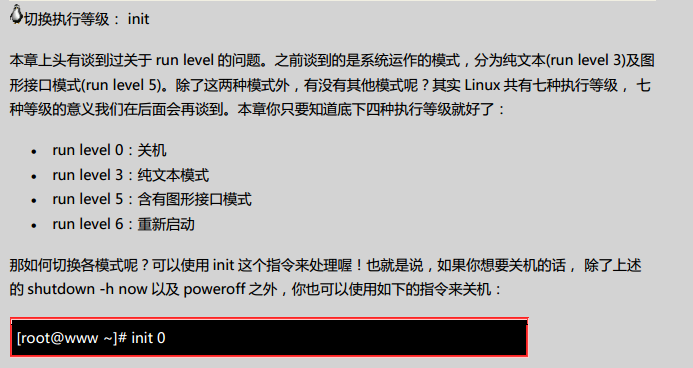 切换执行等级： init
本章上头有谈到过关于 run level 的问题。之前谈到的是系统运作的模式，分为纯文本(run level 3)及图
形接口模式(run level 5)。除了这两种模式外，有没有其他模式呢？其实 Linux 共有七种执行等级， 七
种等级的意义我们在后面会再谈到。本章你只要知道底下四种执行等级就好了：
• run level 0：关机
• run level 3：纯文本模式
• run level 5：含有图形接口模式
• run level 6：重新启动
那如何切换各模式呢？可以使用 init 这个指令来处理喔！也就是说，如果你想要关机的话， 除了上述
的 shutdown -h now 以及 poweroff 之外，你也可以使用如下的指令来关机：
[root@www ~]# init 0